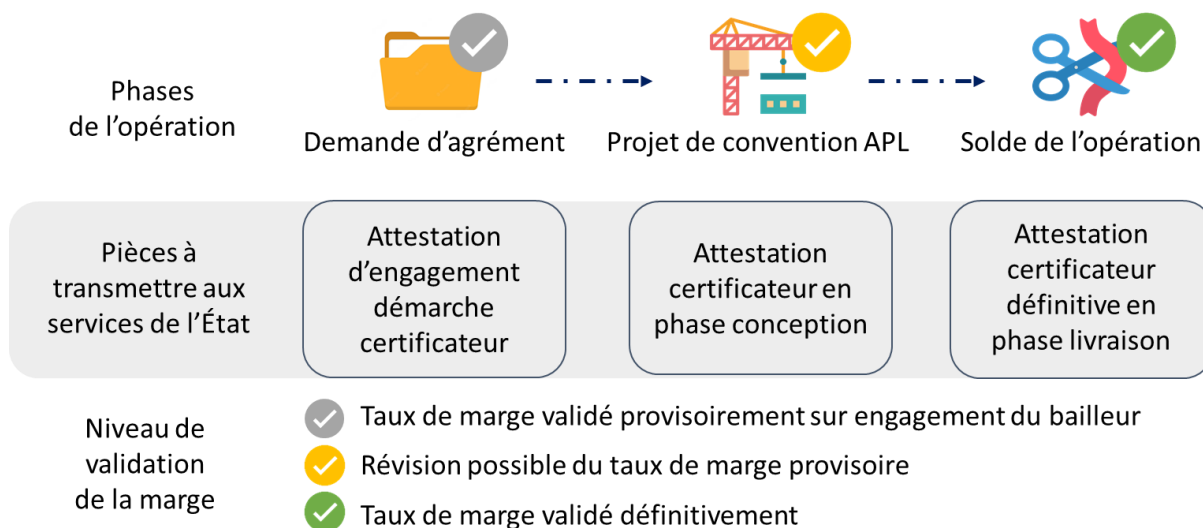 Phases
de l’opération
Demande d’agrément
Projet de convention APL
Solde de l’opération
Pièces à
transmettre aux
services de l’État
Attestation
d’engagement
démarche
certificateur
Attestation
certificateur en
phase conception
Attestation
certificateur
définitive en
phase livraison
Niveau de
validation
de la marge
Taux de marge validé provisoirement sur engagement du bailleur
Révision possible du taux de marge provisoire
Taux de marge validé définitivement